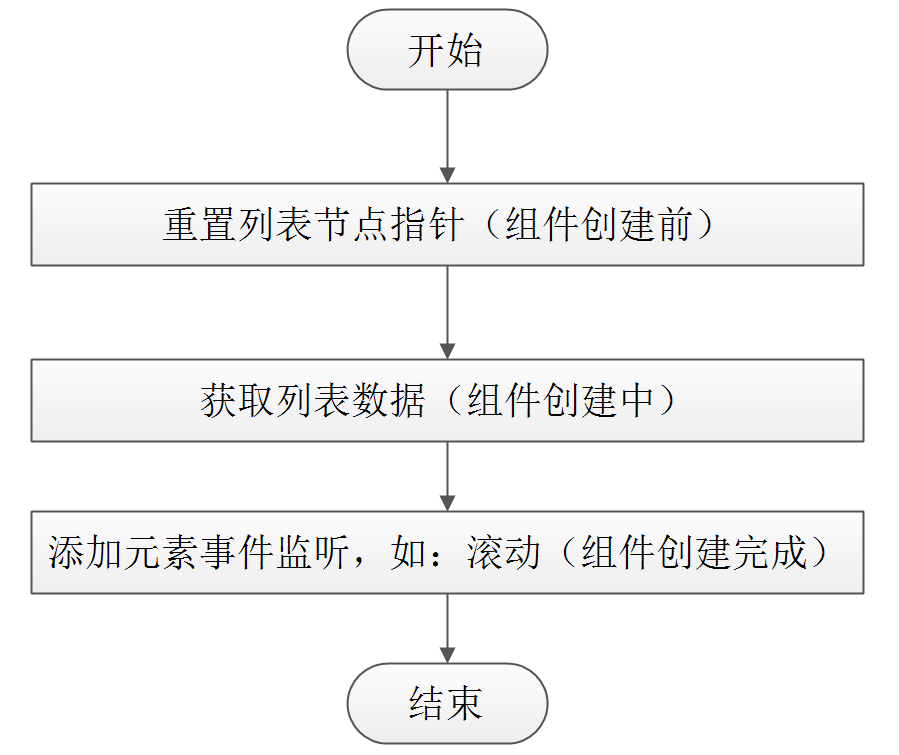 开始
重置列表节点指针（组件创建前）
获取列表数据（组件创建中）
添加元素事件监听，如：滚动（组件创建完成）
结束